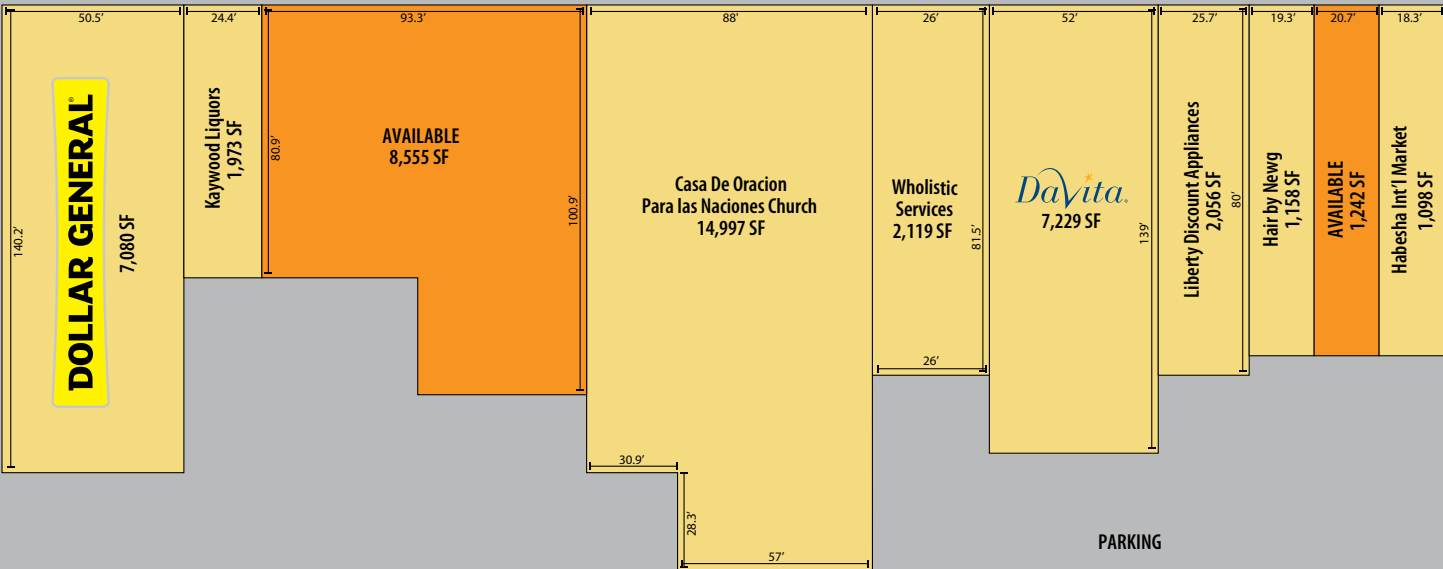 50.5'
24.4'
93.3'
88'
26'
52'
25.7'
19.3'
20.7'
18.3'
140.2'
DOLLAR GENERAL®
7,080 SF
Kaywood Liquors
1,973 SF
80.9'
AVAILABLE
8,555 SF
100.9'
Casa De Oracion
Para las Naciones Church
14,997 SF
30.9'
28.3'
57'
Wholistic
Services
2,119 SF
81.5'
26'
DaVita®
7,229 SF
139'
Liberty Discount Appliances
2,056 SF
80'
Hair by Newg
1,158 SF
AVAILABLE
1,242 SF
Habesha Int'l Market
1,098 SF
PARKING